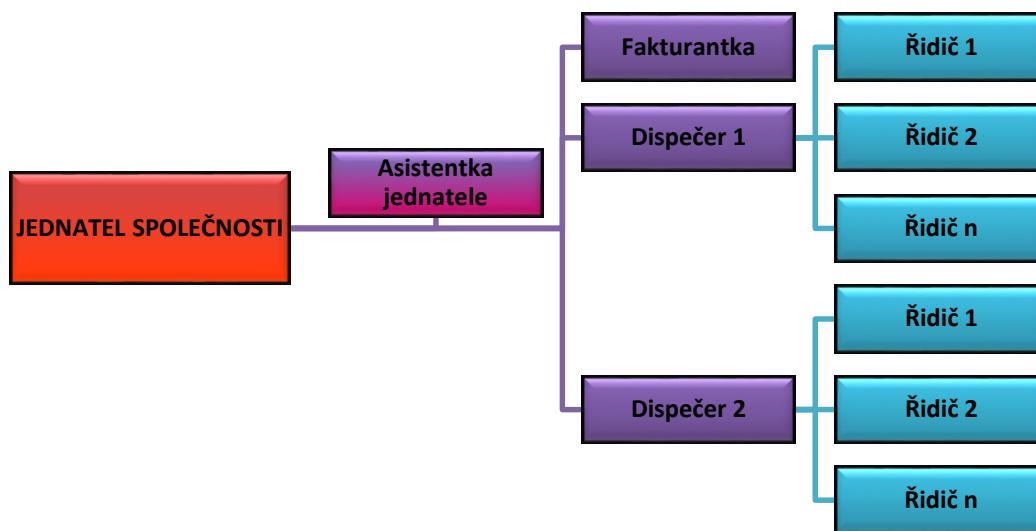 JEDNATEL SPOLEČNOSTI
Asistentka
jednatele
Fakturantka
Dispečer 1
Řidič 1
Řidič 2
Řidič n
Dispečer 2
Řidič 1
Řidič 2
Řidič n